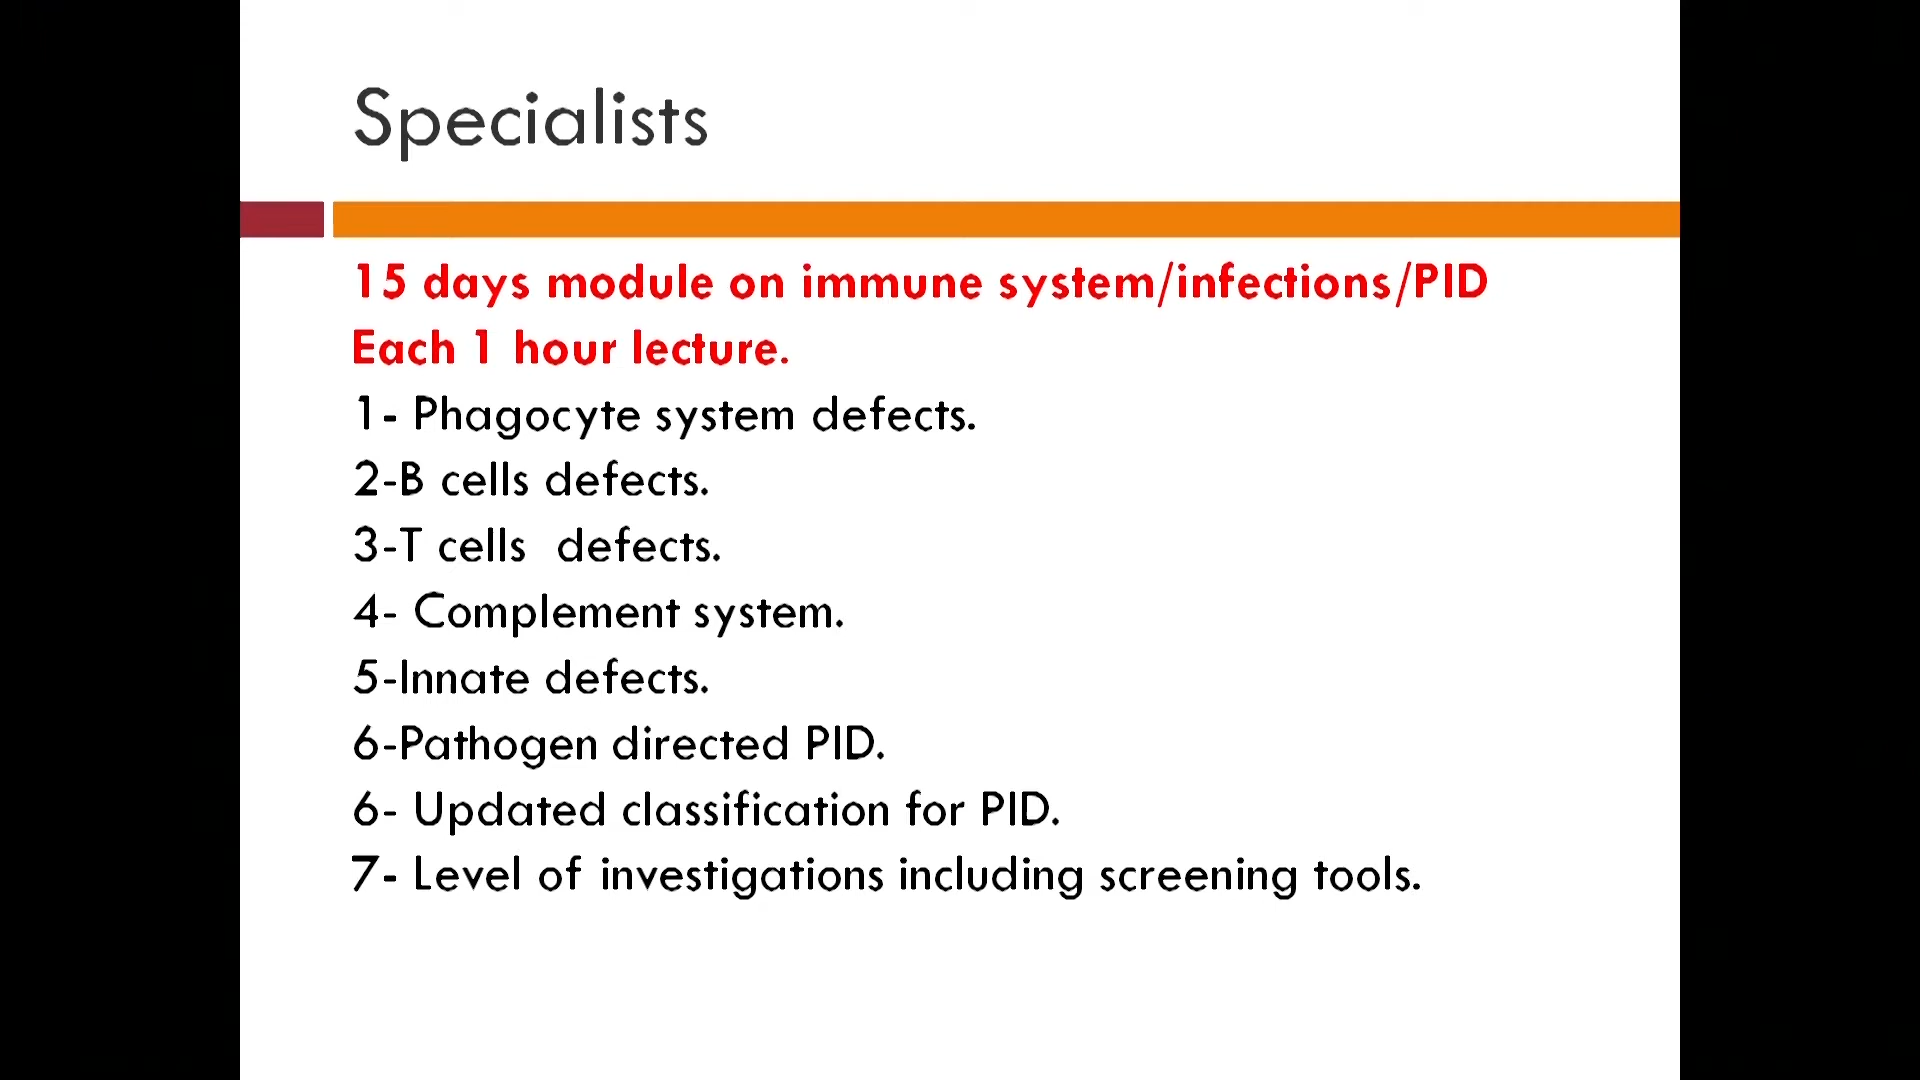 Specialists
15 days module on immune system/infections/PID
Each 1 hour lecture.
1- Phagocyte system defects.
2-B cells defects.
3-T cells  defects.
4- Complement system.
5-Innate defects.
6-Pathogen directed PID.
6- Updated classification for PID.
7- Level of investigations including screening tools.